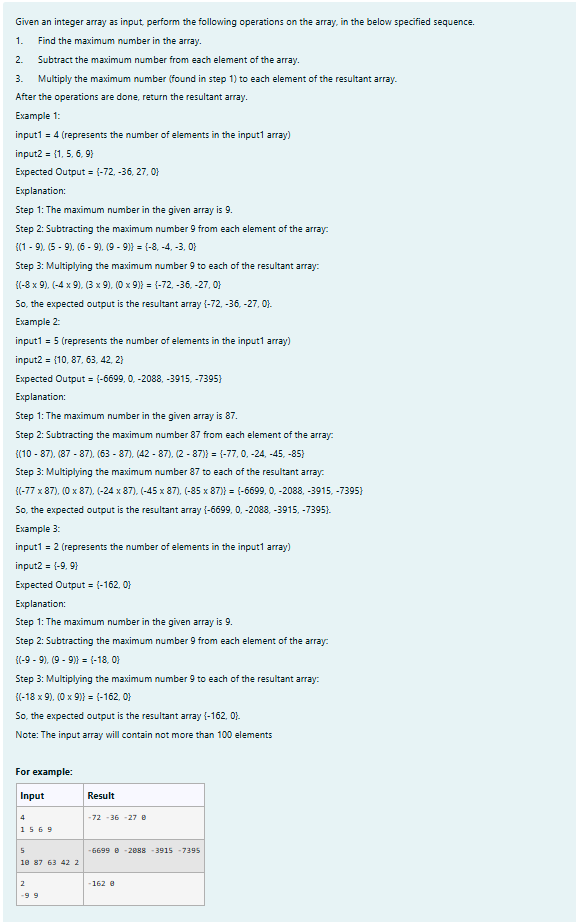 Given an integer array as input, perform the following operations on the array, in the below specified sequence.
1. Find the maximum number in the array.
2. Subtract the maximum number from each element of the array.
3. Multiply the maximum number (found in step 1) to each element of the resultant array.
After the operations are done, return the resultant array.
Example 1:
input1 = 4 (represents the number of elements in the input1 array)
input2 = {1, 5, 6, 9}
Expected Output = {-72, -36, 27, 0}
Explanation:
Step 1: The maximum number in the given array is 9.
Step 2: Subtracting the maximum number 9 from each element of the array:
{(1 - 9), (5 - 9), (6 - 9), (9 - 9)} = {-8, -4, -3, 0}
Step 3: Multiplying the maximum number 9 to each of the resultant array:
{(-8 x 9), (-4 x 9), (3 x 9), (0 x 9)} = {-72, -36, -27, 0}
So, the expected output is the resultant array {-72, -36, -27, 0}.
Example 2:
input1 = 5 (represents the number of elements in the input1 array)
input2 = {10, 87, 63, 42, 2}
Expected Output = {-6699, 0, -2088, -3915, -7395}
Explanation:
Step 1: The maximum number in the given array is 87.
Step 2: Subtracting the maximum number 87 from each element of the array:
{(10 - 87), (87 - 87), (63 - 87), (42 - 87), (2 - 87)} = {-77, 0, -24, -45, -85}
Step 3: Multiplying the maximum number 87 to each of the resultant array:
{(-77 x 87), (0 x 87), (-24 x 87), (-45 x 87), (-85 x 87)} = {-6699, 0, -2088, -3915, -7395}
So, the expected output is the resultant array {-6699, 0, -2088, -3915, -7395}.
Example 3:
input1 = 2 (represents the number of elements in the input1 array)
input2 = {-9, 9}
Expected Output = {-162, 0}
Explanation:
Step 1: The maximum number in the given array is 9.
Step 2: Subtracting the maximum number 9 from each element of the array:
{(-9 - 9), (9 - 9)} = {-18, 0}
Step 3: Multiplying the maximum number 9 to each of the resultant array:
{(-18 x 9), (0 x 9)} = {-162, 0}
So, the expected output is the resultant array {-162, 0}.
Note: The input array will contain not more than 100 elements
For example:
Input Result
4 -72 -36 -27 0
1 5 6 9
5 -6699 0 -2088 -3915 -7395
10 87 63 42 2
2 -162 0
-9 9